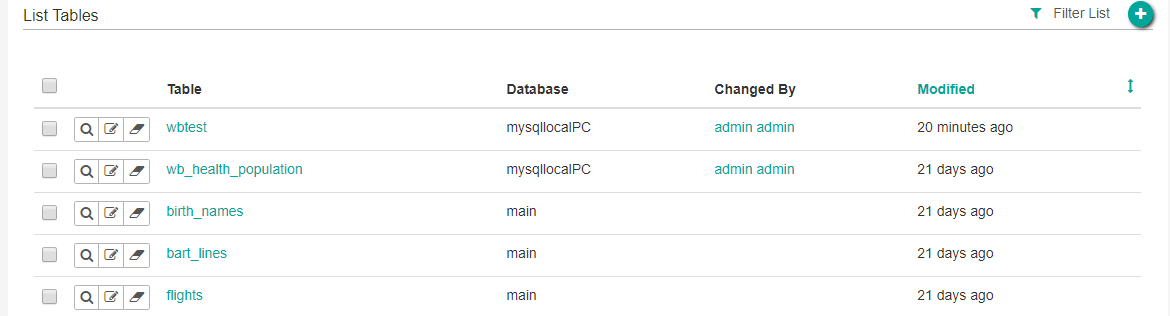 List Tables Filter List
Table Database Changed By Modified
wbtest mysqllocalPC admin admin 20 minutes ago
wb_health_population mysqllocalPC admin admin 21 days ago
birth_names main 21 days ago
bart_lines main 21 days ago
flights main 21 days ago